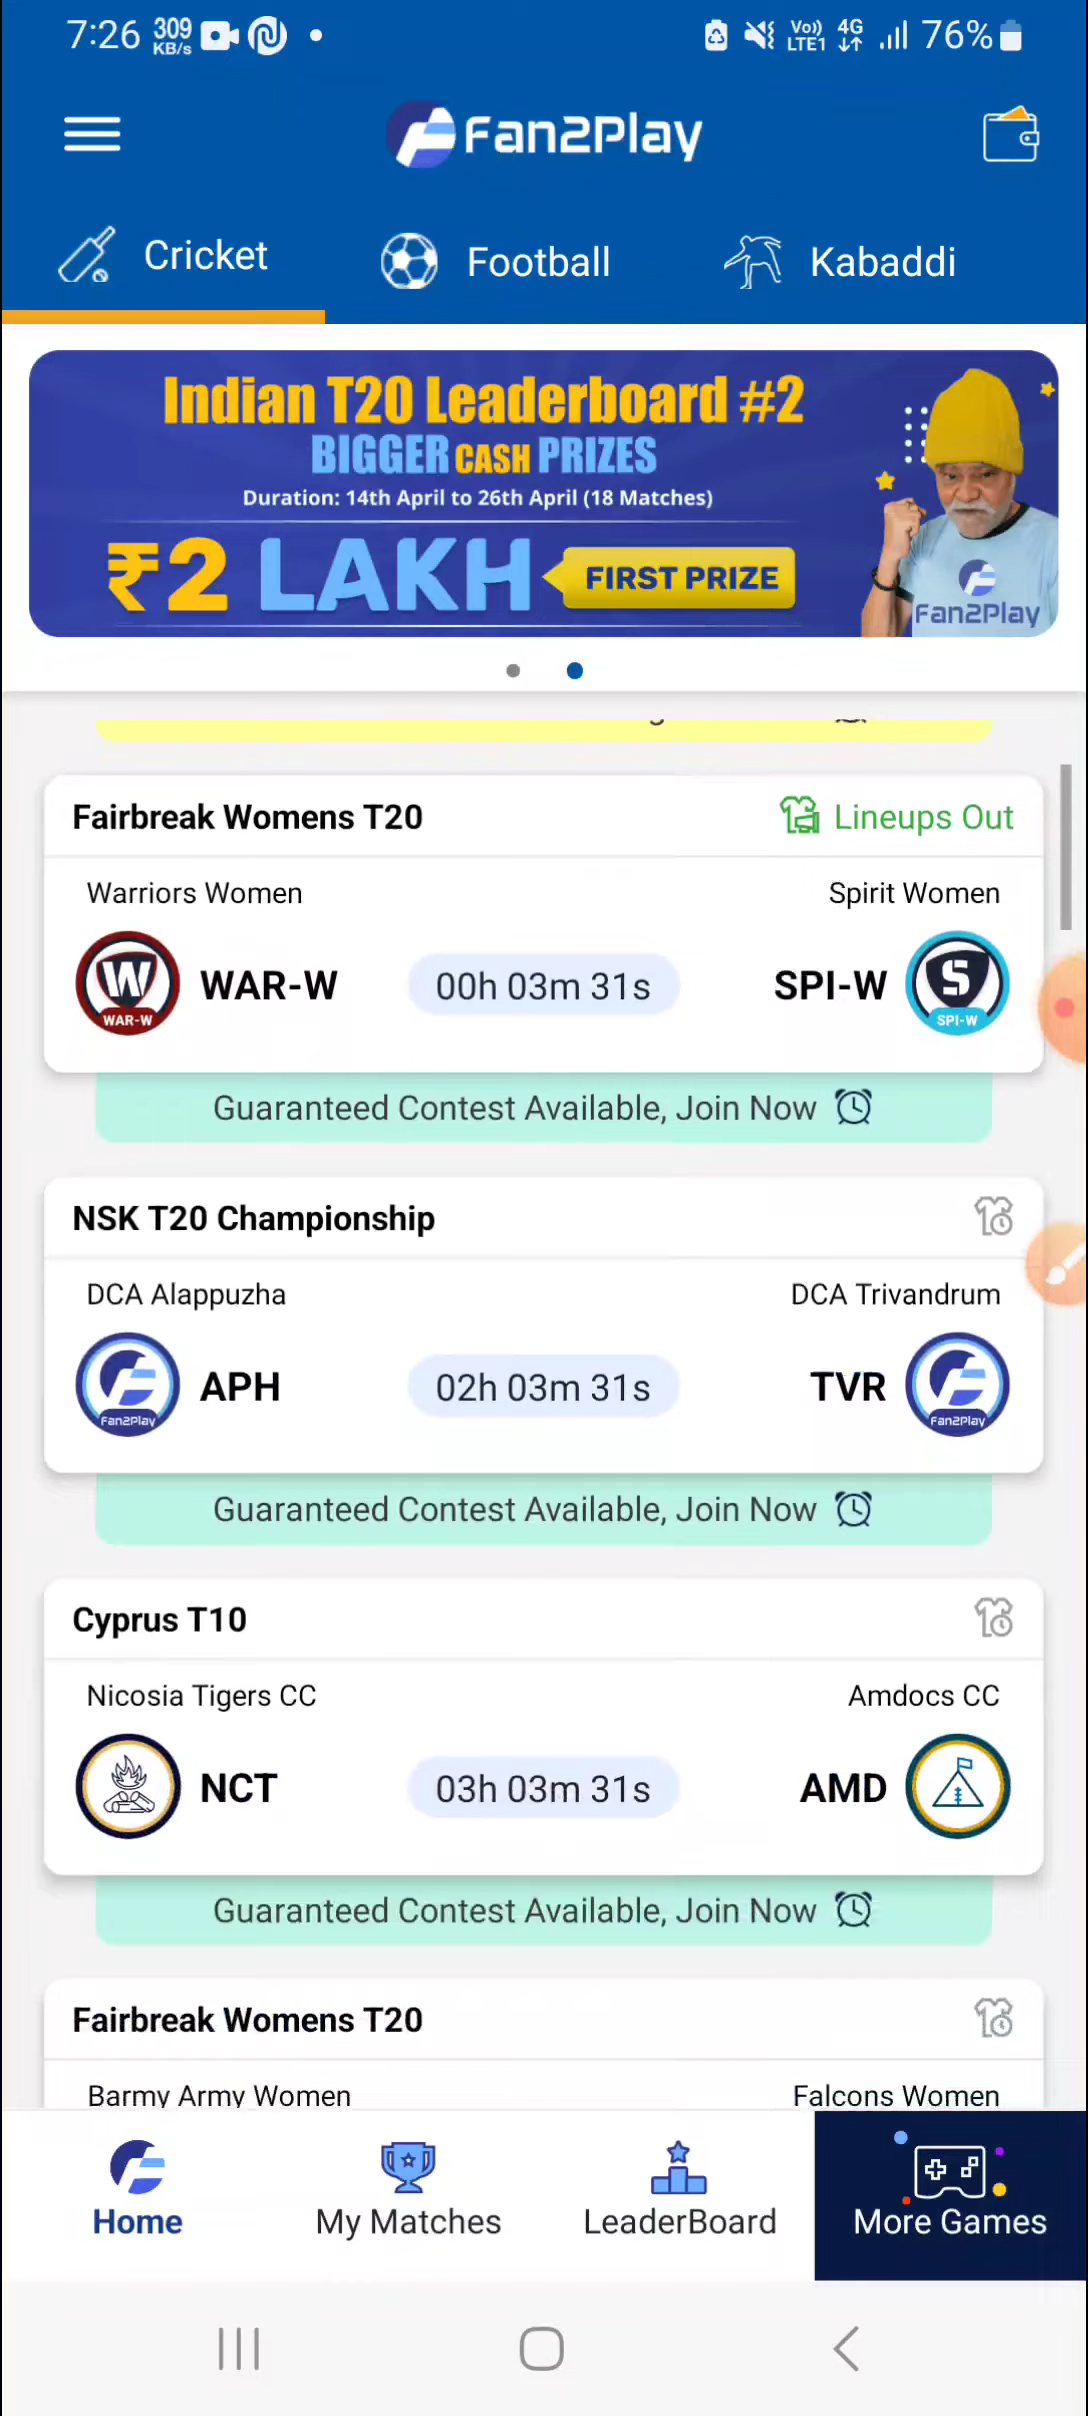 7:26 309 KB/s Vo)) LTE1 4G 76%
Fan2Play
Cricket Football Kabaddi
Indian T20 Leaderboard #2
BIGGER CASH PRIZES
Duration: 14th April to 26th April (18 Matches)
₹2 LAKH FIRST PRIZE
Fan2Play
Fairbreak Womens T20 Lineups Out
Warriors Women Spirit Women
W WAR-W WAR-W 00h 03m 31s SPI-W S SPI-W
Guaranteed Contest Available, Join Now
NSK T20 Championship
DCA Alappuzha DCA Trivandrum
Fan2Play APH 02h 03m 31s TVR Fan2Play
Guaranteed Contest Available, Join Now
Cyprus T10
Nicosia Tigers CC Amdocs CC
NCT 03h 03m 31s AMD
Guaranteed Contest Available, Join Now
Fairbreak Womens T20
Barmy Army Women Falcons Women
Home My Matches LeaderBoard More Games